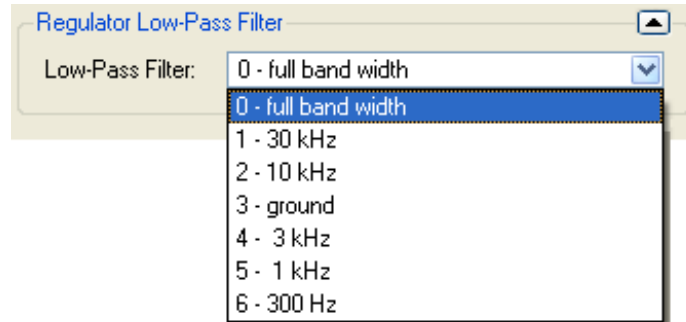 Regulator Low-Pass Filter
Low-Pass Filter: 0 - full band width
0 - full band width
1 - 30 kHz
2 - 10 kHz
3 - ground
4 - 3 kHz
5 - 1 kHz
6 - 300 Hz